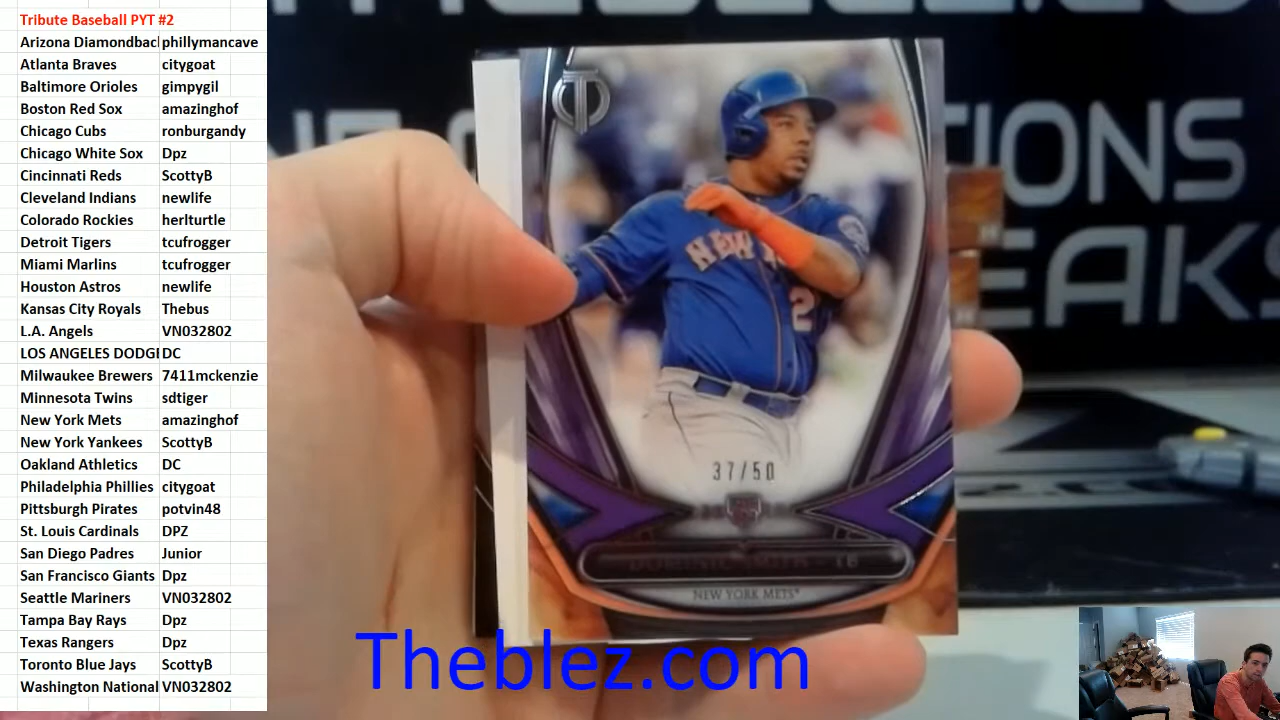 Tribute Baseball PYT #2
Arizona Diamondbac phillymancave
Atlanta Braves citygoat
Baltimore Orioles gimpygil
Boston Red Sox amazinghof
Chicago Cubs ronburgandy
Chicago White Sox Dpz
Cincinnati Reds ScottyB
Cleveland Indians newlife
Colorado Rockies herlturtle
Detroit Tigers tcufrogger
Miami Marlins tcufrogger
Houston Astros newlife
Kansas City Royals Thebus
L.A. Angels VN032802
LOS ANGELES DODGE DC
Milwaukee Brewers 7411mckenzie
Minnesota Twins sdtiger
New York Mets amazinghof
New York Yankees ScottyB
Oakland Athletics DC
Philadelphia Phillies citygoat
Pittsburgh Pirates potvin48
St. Louis Cardinals DPZ
San Diego Padres Junior
San Francisco Giants Dpz
Seattle Mariners VN032802
Tampa Bay Rays Dpz
Texas Rangers Dpz
Toronto Blue Jays ScottyB
Washington National VN032802
NEW
2
37/50
DOMINIC SMITH - 1B
NEW YORK METS
Theblez.com